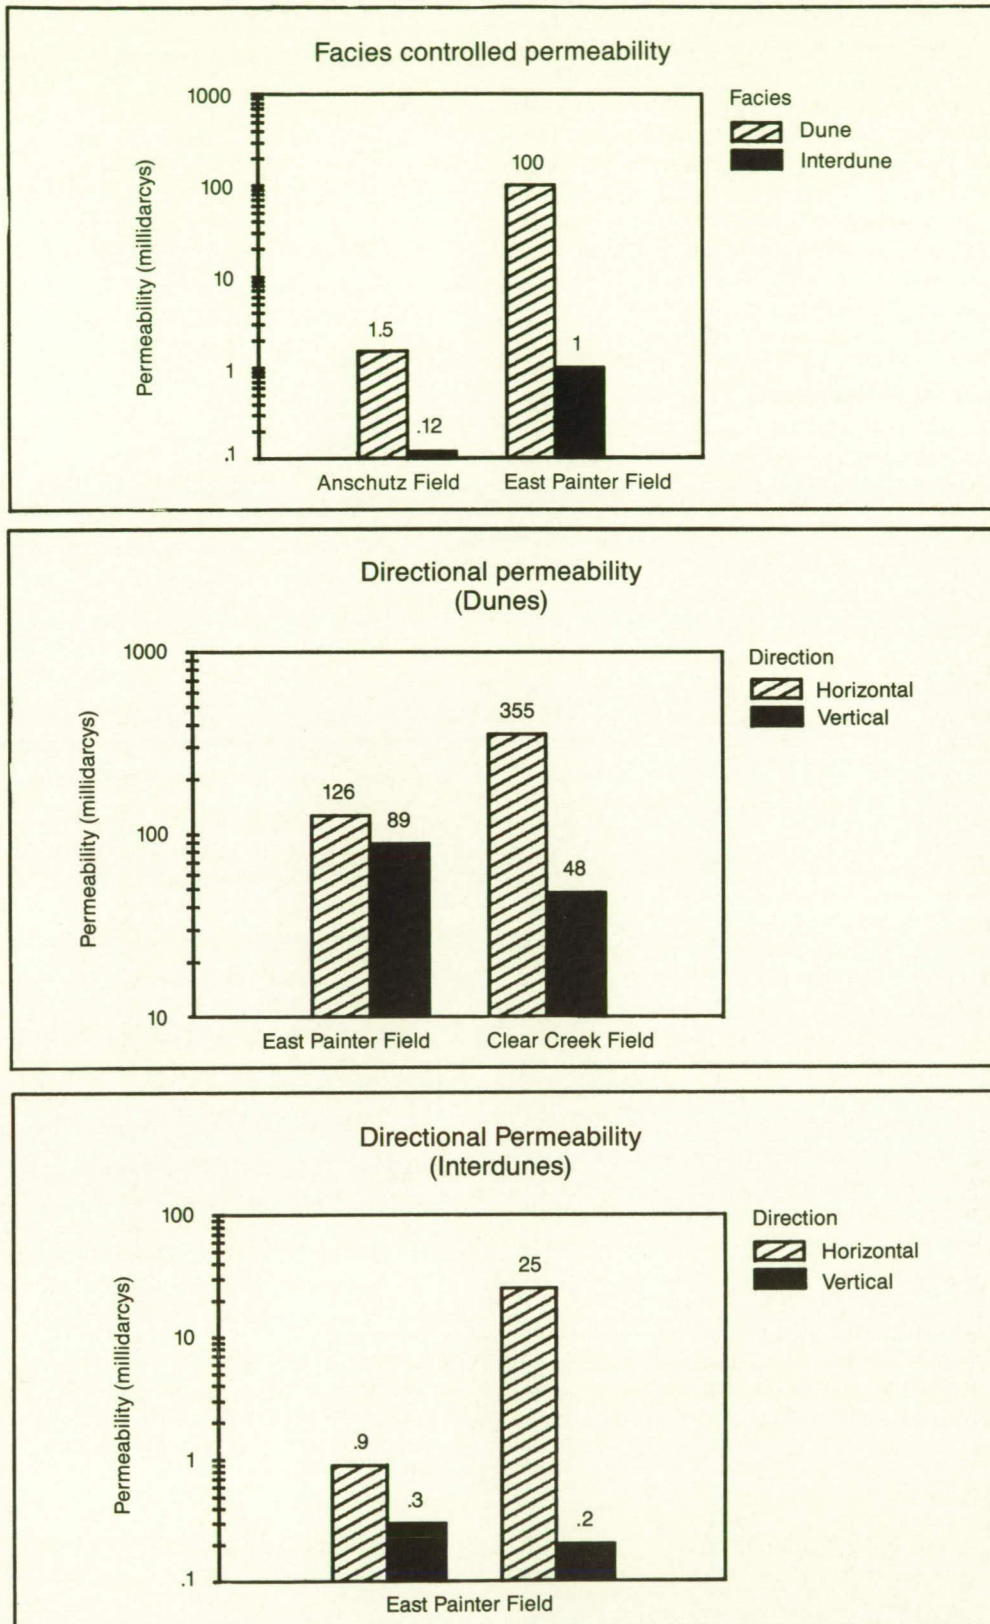 Facies controlled permeability
Permeability (millidarcys)
1000
100
10
1
.1
1.5
.12
100
1
Anschutz Field
East Painter Field
Facies
Dune
Interdune
Directional permeability
(Dunes)
Permeability (millidarcys)
1000
100
10
126
89
355
48
East Painter Field
Clear Creek Field
Direction
Horizontal
Vertical
Directional Permeability
(Interdunes)
Permeability (millidarcys)
100
10
1
.1
.9
.3
25
.2
East Painter Field
Direction
Horizontal
Vertical